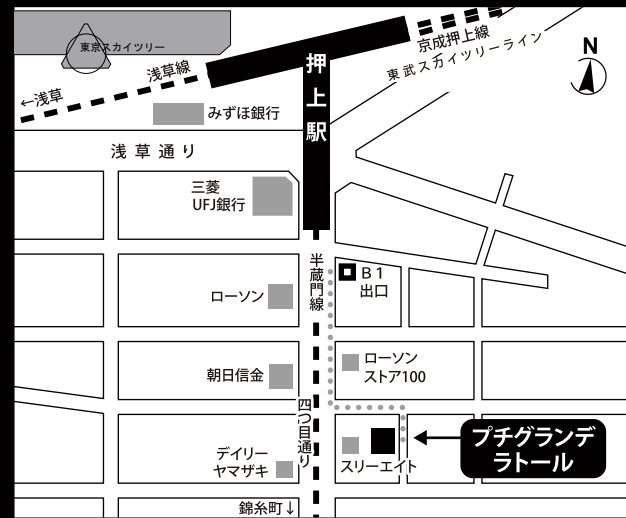 東京スカイツリー
京成押上線
東武スカイツリーライン
N
浅草線
←浅草
押上駅
みずほ銀行
浅草通り
三菱
UFJ銀行
半蔵門線
B1
出口
ローソン
ローソン
ストア100
朝日信金
四つ目通り
プチグランデ
ラトール
デイリー
ヤマザキ
スリーエイト
錦糸町↓